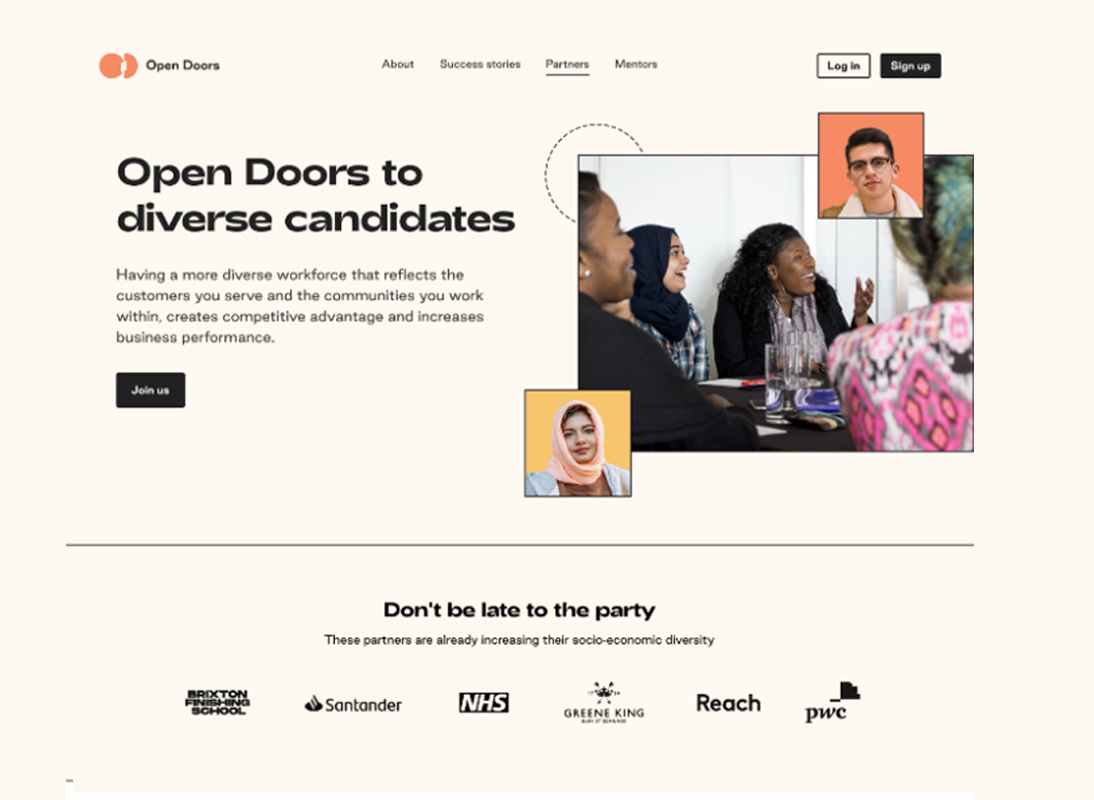 Open Doors
About
Success stories
Partners
Mentors
Log in
Sign up
Open Doors to
diverse candidates
Having a more diverse workforce that reflects the
customers you serve and the communities you work
within, creates competitive advantage and increases
business performance.
Join us
Don't be late to the party
These partners are already increasing their socio-economic diversity
BRIXTON
FINISHING
SCHOOL
Santander
NHS
GREENE KING
Reach
pwc